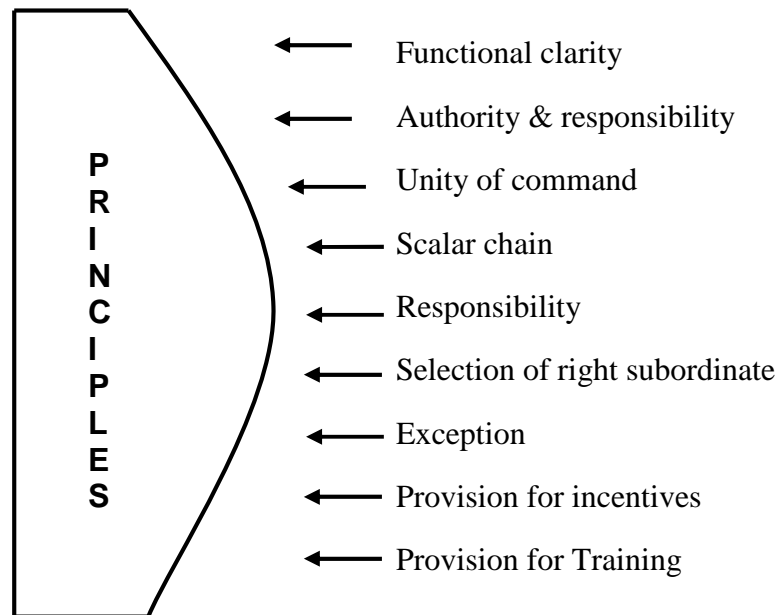 PRINCIPLES
Functional clarity
Authority & responsibility
Unity of command
Scalar chain
Responsibility
Selection of right subordinate
Exception
Provision for incentives
Provision for Training